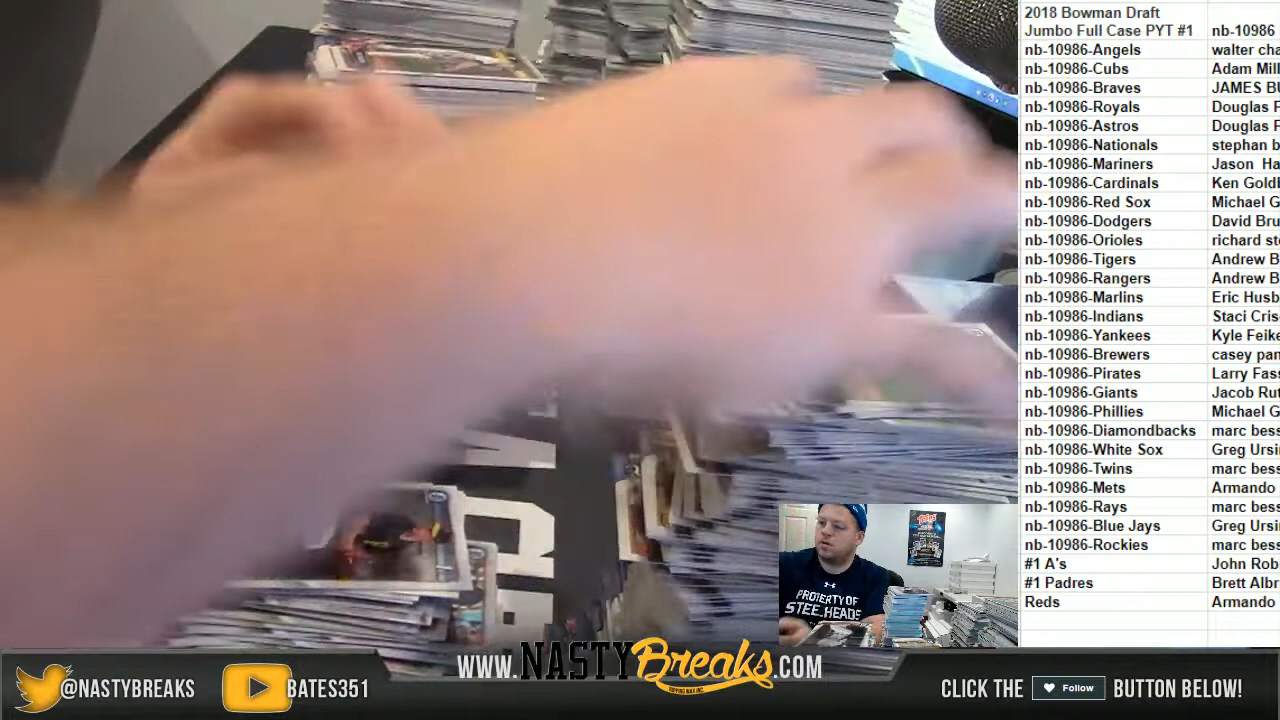 2018 Bowman Draft
Jumbo Full Case PYT #1 nb-10986
nb-10986-Angels walter cha
nb-10986-Cubs Adam Mill
nb-10986-Braves JAMES BU
nb-10986-Royals Douglas F
nb-10986-Astros Douglas F
nb-10986-Nationals stephan b
nb-10986-Mariners Jason Ha
nb-10986-Cardinals Ken Goldb
nb-10986-Red Sox Michael G
nb-10986-Dodgers David Bru
nb-10986-Orioles richard ste
nb-10986-Tigers Andrew B
nb-10986-Rangers Andrew B
nb-10986-Marlins Eric Husb
nb-10986-Indians Staci Cris
nb-10986-Yankees Kyle Feike
nb-10986-Brewers casey pan
nb-10986-Pirates Larry Fass
nb-10986-Giants Jacob Rut
nb-10986-Phillies Michael G
nb-10986-Diamondbacks marc bess
nb-10986-White Sox Greg Ursi
nb-10986-Twins marc bess
nb-10986-Mets Armando
nb-10986-Rays marc bess
nb-10986-Blue Jays Greg Ursi
nb-10986-Rockies marc bess
#1 A's John Rob
#1 Padres Brett Albr
Reds Armando
PROPERTY OF
STEELHEADS
WWW.NASTYBreaks.COM
@NASTYBREAKS
BATES351
CLICK THE Follow BUTTON BELOW!